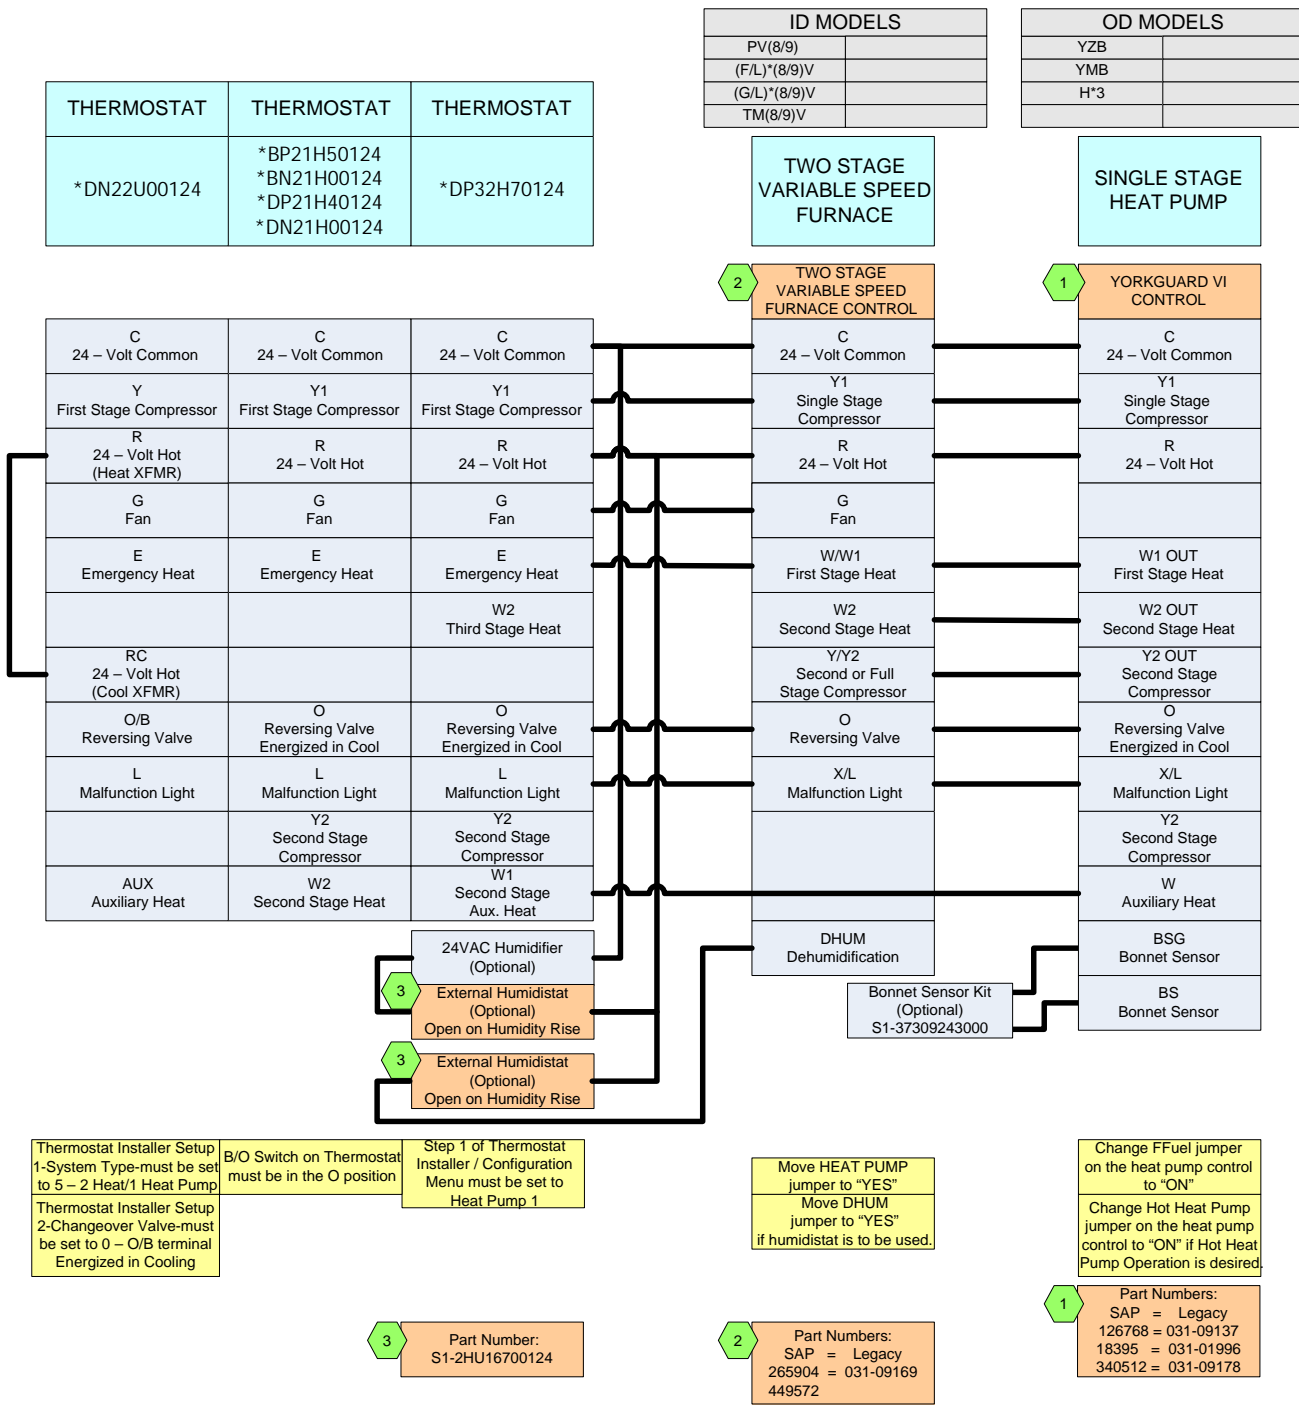 ID MODELS
PV(8/9)
(F/L)*(8/9)V
(G/L)*(8/9)V
TM(8/9)V
OD MODELS
YZB
YMB
H*3
THERMOSTAT
THERMOSTAT
THERMOSTAT
*DN22U00124
*BP21H50124
*BN21H00124
*DP21H40124
*DN21H00124
*DP32H70124
TWO STAGE
VARIABLE SPEED
FURNACE
SINGLE STAGE
HEAT PUMP
2
TWO STAGE
VARIABLE SPEED
FURNACE CONTROL
1
YORKGUARD VI
CONTROL
C
24 – Volt Common
C
24 – Volt Common
C
24 – Volt Common
C
24 – Volt Common
C
24 – Volt Common
Y
First Stage Compressor
Y1
First Stage Compressor
Y1
First Stage Compressor
Y1
Single Stage
Compressor
Y1
Single Stage
Compressor
R
24 – Volt Hot
(Heat XFMR)
R
24 – Volt Hot
R
24 – Volt Hot
R
24 – Volt Hot
R
24 – Volt Hot
G
Fan
G
Fan
G
Fan
G
Fan
E
Emergency Heat
E
Emergency Heat
E
Emergency Heat
W/W1
First Stage Heat
W1 OUT
First Stage Heat
W2
Third Stage Heat
W2
Second Stage Heat
W2 OUT
Second Stage Heat
RC
24 – Volt Hot
(Cool XFMR)
Y/Y2
Second or Full
Stage Compressor
Y2 OUT
Second Stage
Compressor
O/B
Reversing Valve
O
Reversing Valve
Energized in Cool
O
Reversing Valve
Energized in Cool
O
Reversing Valve
O
Reversing Valve
Energized in Cool
L
Malfunction Light
L
Malfunction Light
L
Malfunction Light
X/L
Malfunction Light
X/L
Malfunction Light
Y2
Second Stage
Compressor
Y2
Second Stage
Compressor
Y2
Second Stage
Compressor
AUX
Auxiliary Heat
W2
Second Stage Heat
W1
Second Stage
Aux. Heat
W
Auxiliary Heat
24VAC Humidifier
(Optional)
DHUM
Dehumidification
BSG
Bonnet Sensor
3
External Humidistat
(Optional)
Open on Humidity Rise
Bonnet Sensor Kit
(Optional)
S1-37309243000
BS
Bonnet Sensor
3
External Humidistat
(Optional)
Open on Humidity Rise
Thermostat Installer Setup
1-System Type-must be set
to 5 – 2 Heat/1 Heat Pump
B/O Switch on Thermostat
must be in the O position
Step 1 of Thermostat
Installer / Configuration
Menu must be set to
Heat Pump 1
Thermostat Installer Setup
2-Changeover Valve-must
be set to 0 – O/B terminal
Energized in Cooling
Move HEAT PUMP
jumper to “YES”
Move DHUM
jumper to “YES”
if humidistat is to be used.
Change FFuel jumper
on the heat pump control
to “ON”
Change Hot Heat Pump
jumper on the heat pump
control to “ON” if Hot Heat
Pump Operation is desired.
3
Part Number:
S1-2HU16700124
2
Part Numbers:
SAP = Legacy
265904 = 031-09169
449572
1
Part Numbers:
SAP = Legacy
126768 = 031-09137
18395 = 031-01996
340512 = 031-09178